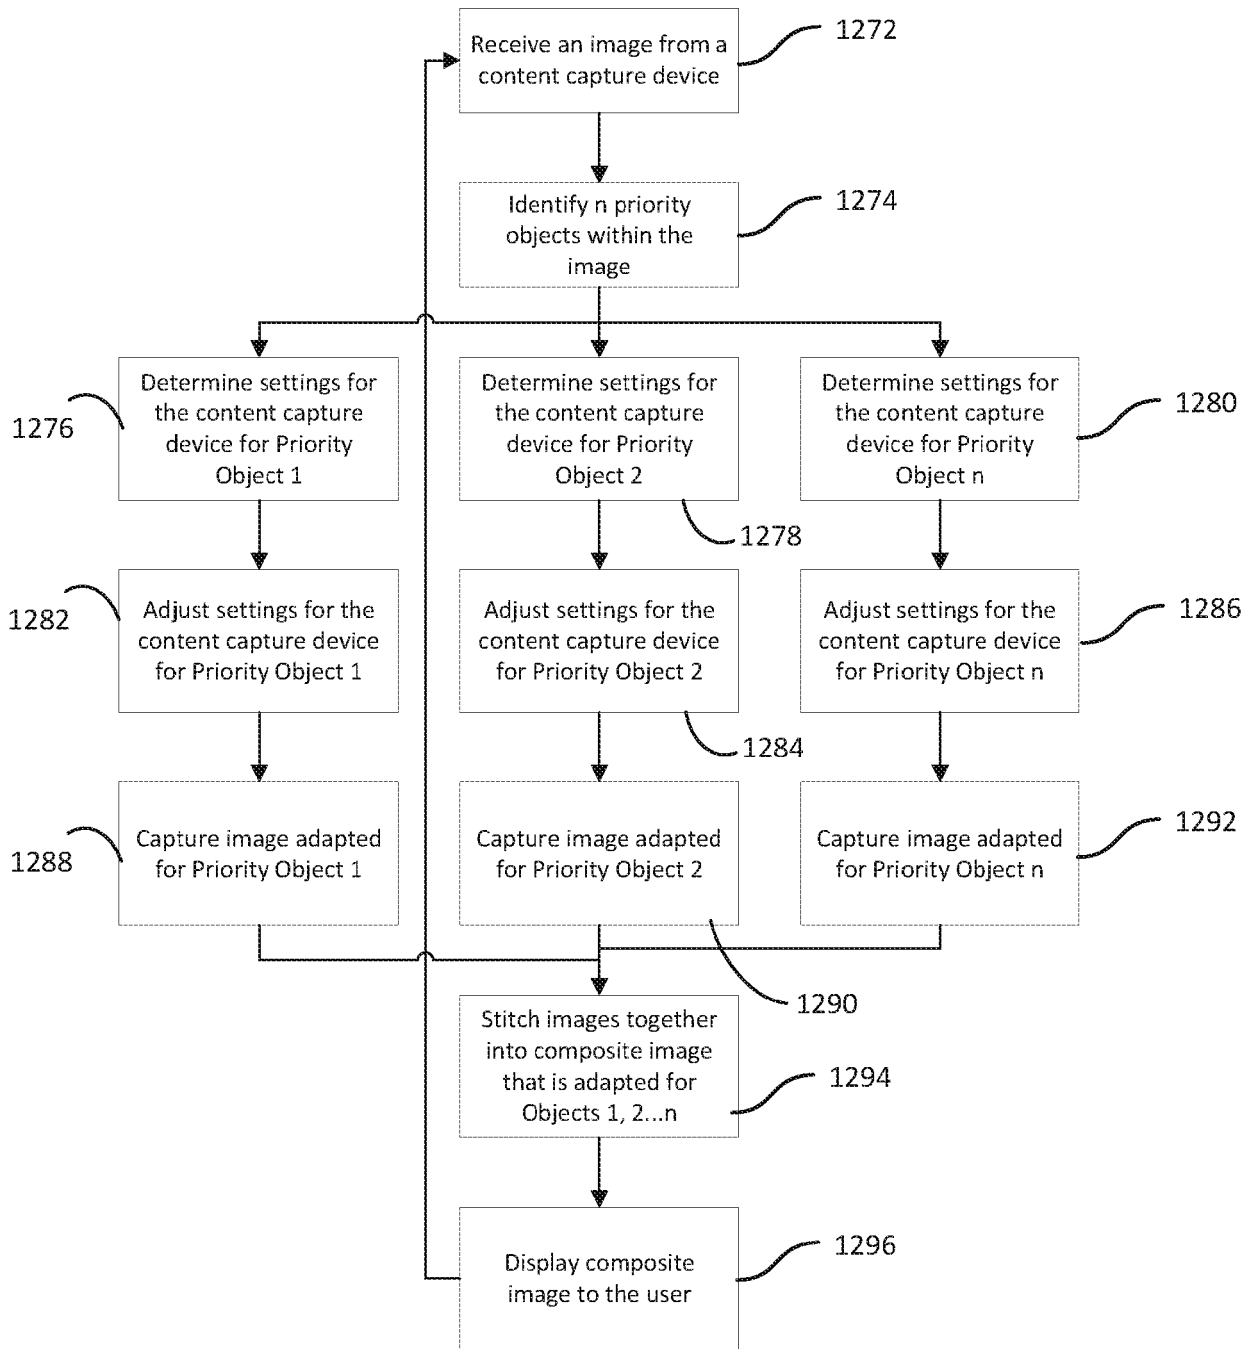 Receive an image from a
content capture device
1272
Identify n priority
objects within the
image
1274
Determine settings for
the content capture
device for Priority
Object 1
1276
Determine settings for
the content capture
device for Priority
Object 2
1278
Determine settings for
the content capture
device for Priority
Object n
1280
Adjust settings for the
content capture device
for Priority Object 1
1282
Adjust settings for the
content capture device
for Priority Object 2
1284
Adjust settings for the
content capture device
for Priority Object n
1286
Capture image adapted
for Priority Object 1
1288
Capture image adapted
for Priority Object 2
1290
Capture image adapted
for Priority Object n
1292
Stitch images together
into composite image
that is adapted for
Objects 1, 2...n
1294
Display composite
image to the user
1296